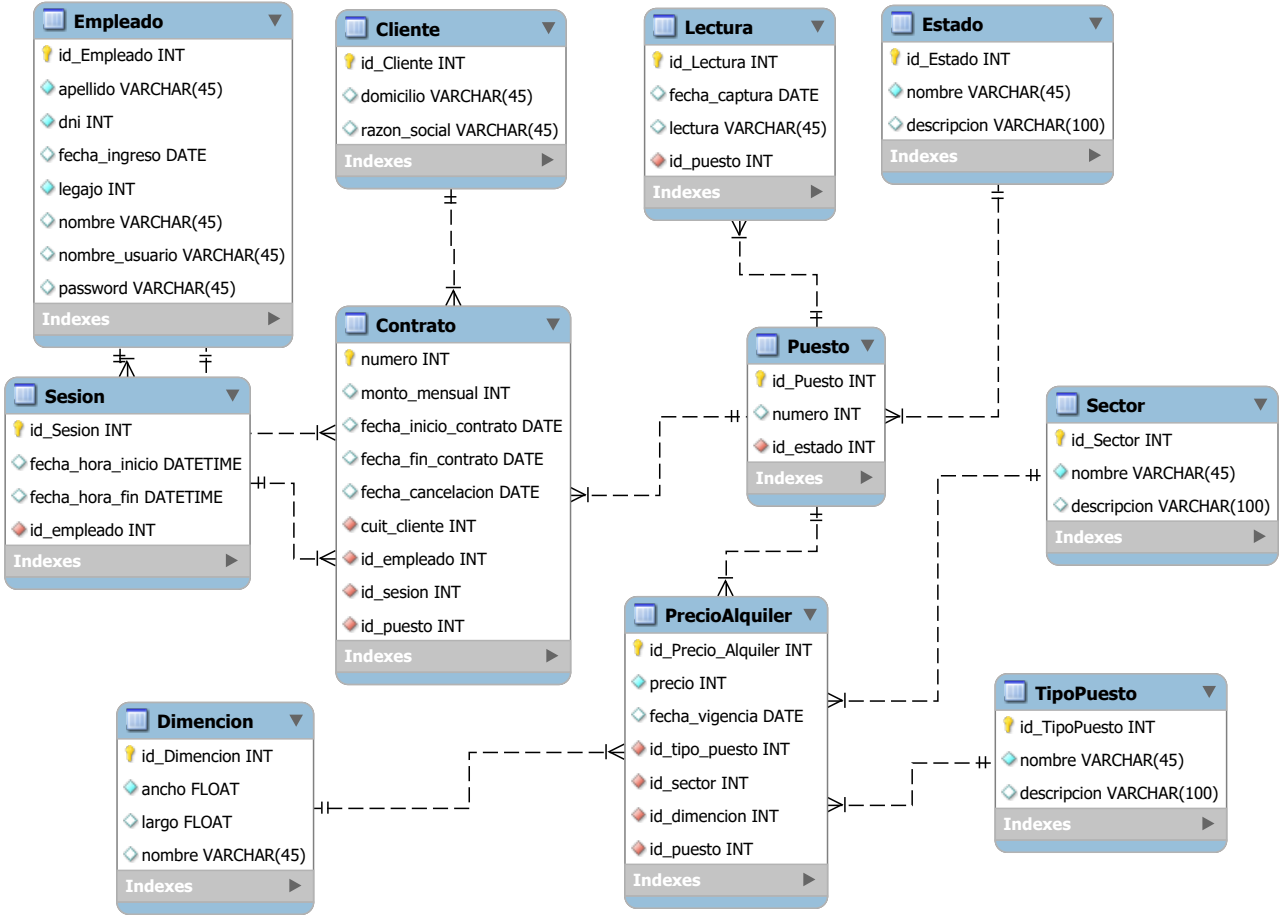 Empleado
id_Empleado INT
apellido VARCHAR(45)
dni INT
fecha_ingreso DATE
legajo INT
nombre VARCHAR(45)
nombre_usuario VARCHAR(45)
password VARCHAR(45)
Indexes
Cliente
id_Cliente INT
domicilio VARCHAR(45)
razon_social VARCHAR(45)
Indexes
Lectura
id_Lectura INT
fecha_captura DATE
lectura VARCHAR(45)
id_puesto INT
Indexes
Estado
id_Estado INT
nombre VARCHAR(45)
descripcion VARCHAR(100)
Indexes
Sesion
id_Sesion INT
fecha_hora_inicio DATETIME
fecha_hora_fin DATETIME
id_empleado INT
Indexes
Contrato
numero INT
monto_mensual INT
fecha_inicio_contrato DATE
fecha_fin_contrato DATE
fecha_cancelacion DATE
cuit_cliente INT
id_empleado INT
id_sesion INT
id_puesto INT
Indexes
Puesto
id_Puesto INT
numero INT
id_estado INT
Indexes
Sector
id_Sector INT
nombre VARCHAR(45)
descripcion VARCHAR(100)
Indexes
Dimencion
id_Dimencion INT
ancho FLOAT
largo FLOAT
nombre VARCHAR(45)
Indexes
PrecioAlquiler
id_Precio_Alquiler INT
precio INT
fecha_vigencia DATE
id_tipo_puesto INT
id_sector INT
id_dimencion INT
id_puesto INT
Indexes
TipoPuesto
id_TipoPuesto INT
nombre VARCHAR(45)
descripcion VARCHAR(100)
Indexes